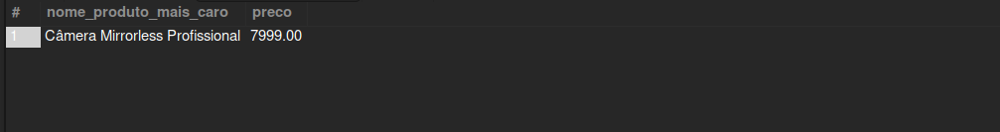 # nome_produto_mais_caro preco
1 Câmera Mirrorless Profissional 7999.00